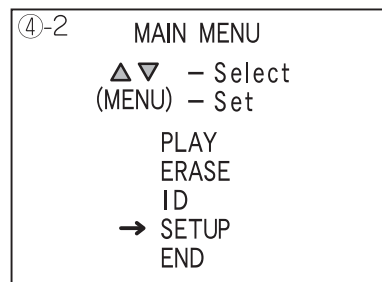 ④-2
MAIN MENU
△ ▽ – Select
(MENU) – Set
PLAY
ERASE
ID
→ SETUP
END